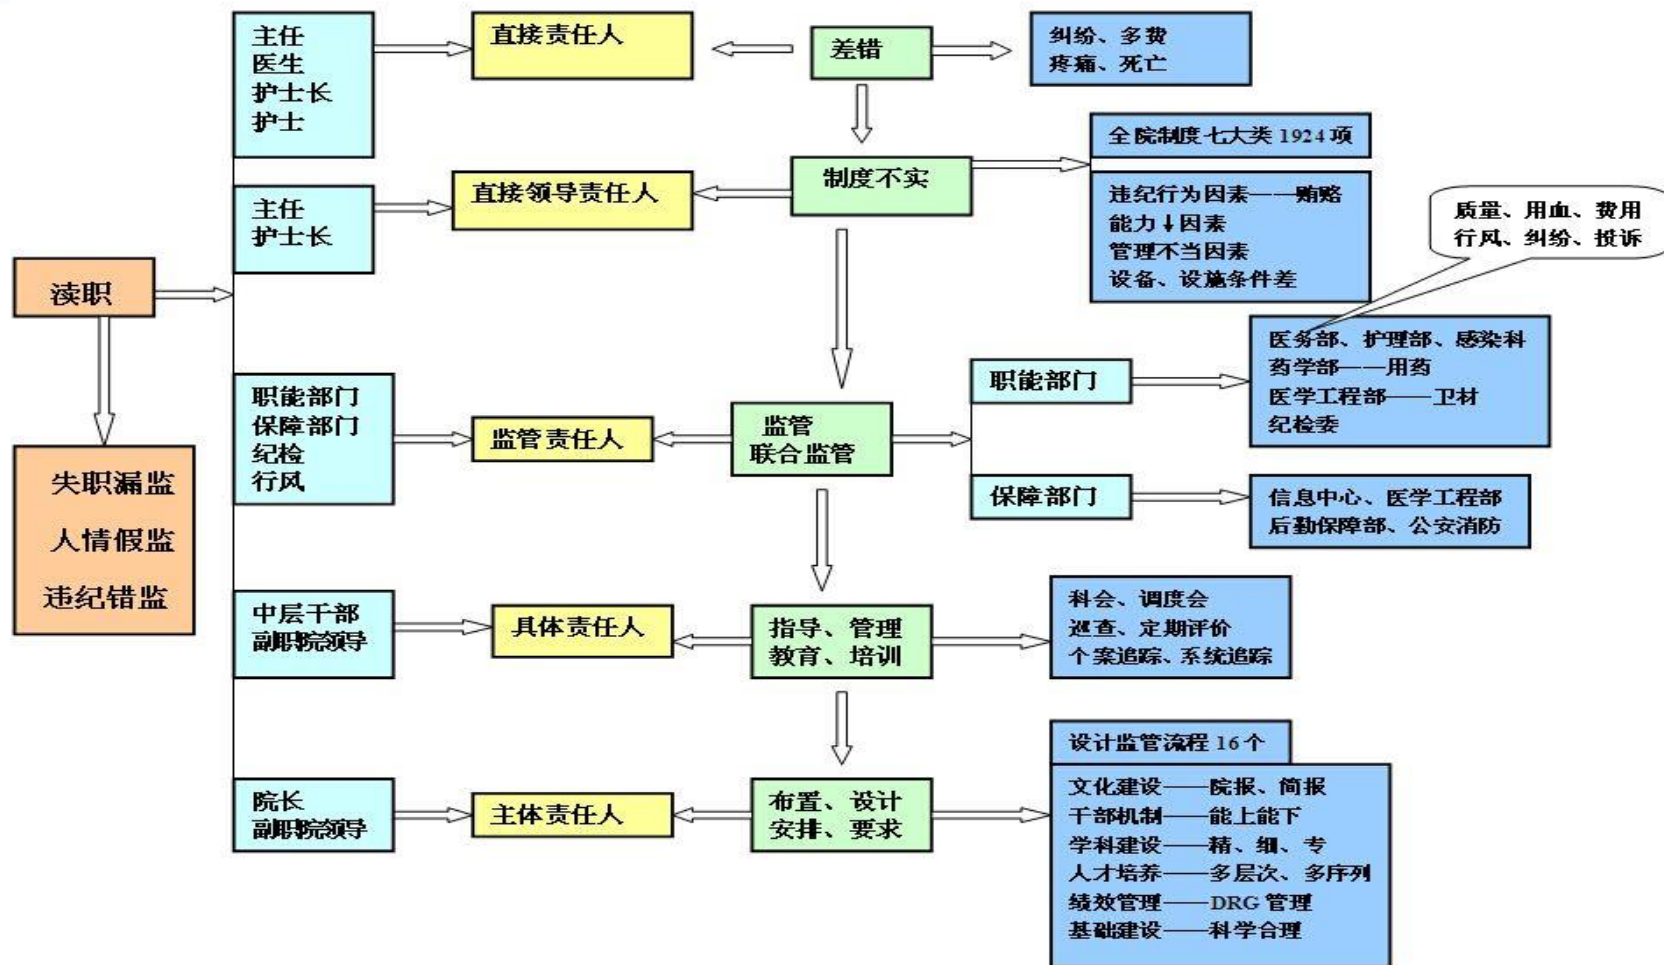 主任
医生
护士长
护士
直接责任人
差错
纠纷、多费
疼痛、死亡
全院制度七大类 1924 项
主任
护士长
直接领导责任人
制度不实
违纪行为因素——贿赂
能力↓因素
管理不当因素
设备、设施条件差
质量、用血、费用
行风、纠纷、投诉
渎职
失职漏监
人情假监
违纪错监
职能部门
保障部门
纪检
行风
监管责任人
监管
联合监管
职能部门
医务部、护理部、感染科
药学部——用药
医学工程部——卫材
纪检委
保障部门
信息中心、医学工程部
后勤保障部、公安消防
中层干部
副职院领导
具体责任人
指导、管理
教育、培训
科会、调度会
巡查、定期评价
个案追踪、系统追踪
院长
副职院领导
主体责任人
布置、设计
安排、要求
设计监管流程 16 个
文化建设——院报、简报
干部机制——能上能下
学科建设——精、细、专
人才培养——多层次、多序列
绩效管理——DRG 管理
基础建设——科学合理